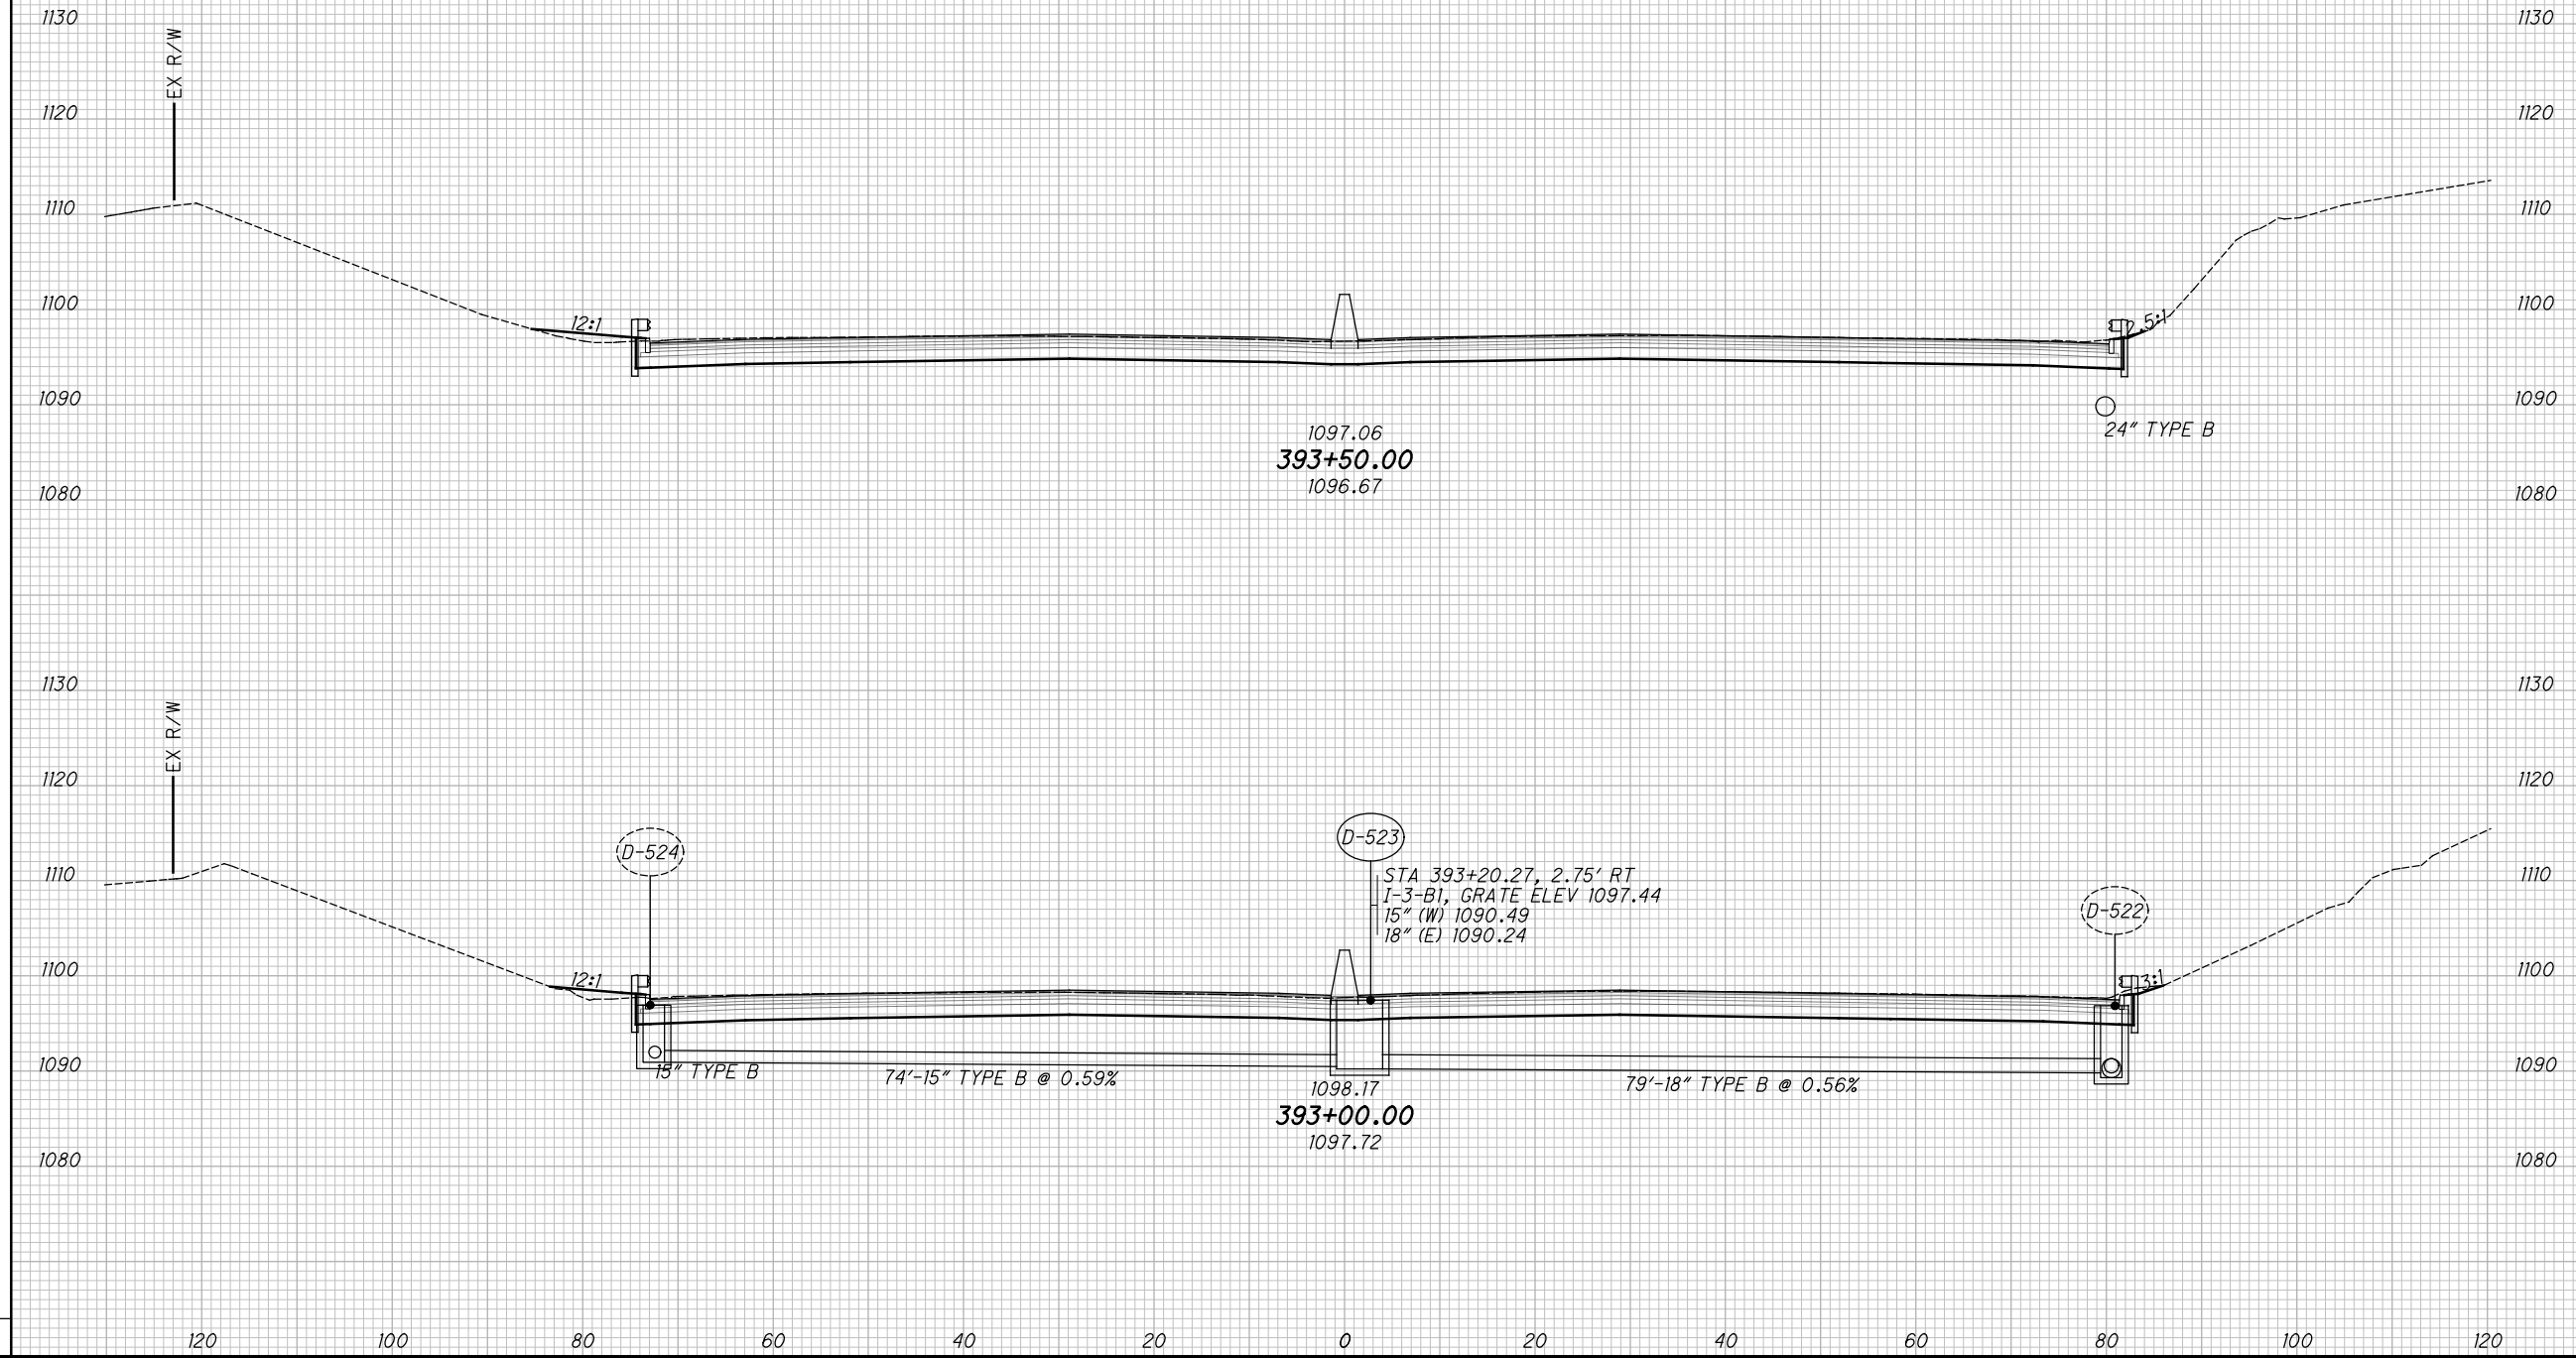 1130 1130
EX R/W
1120 1120
1110 1110
1100 1100
12:1 2.5:1
1090 1090
24" TYPE B
1097.06
393+50.00
1096.67
1080 1080
1130 1130
EX R/W
1120 1120
D-524 D-523
1110 1110
STA 393+20.27, 2.75' RT
I-3-B1, GRATE ELEV 1097.44
15" (W) 1090.49
18" (E) 1090.24
D-522
1100 1100
12:1 3:1
1090 1090
15" TYPE B 74'-15" TYPE B @ 0.59% 79'-18" TYPE B @ 0.56%
1098.17
393+00.00
1097.72
1080 1080
120 100 80 60 40 20 0 20 40 60 80 100 120